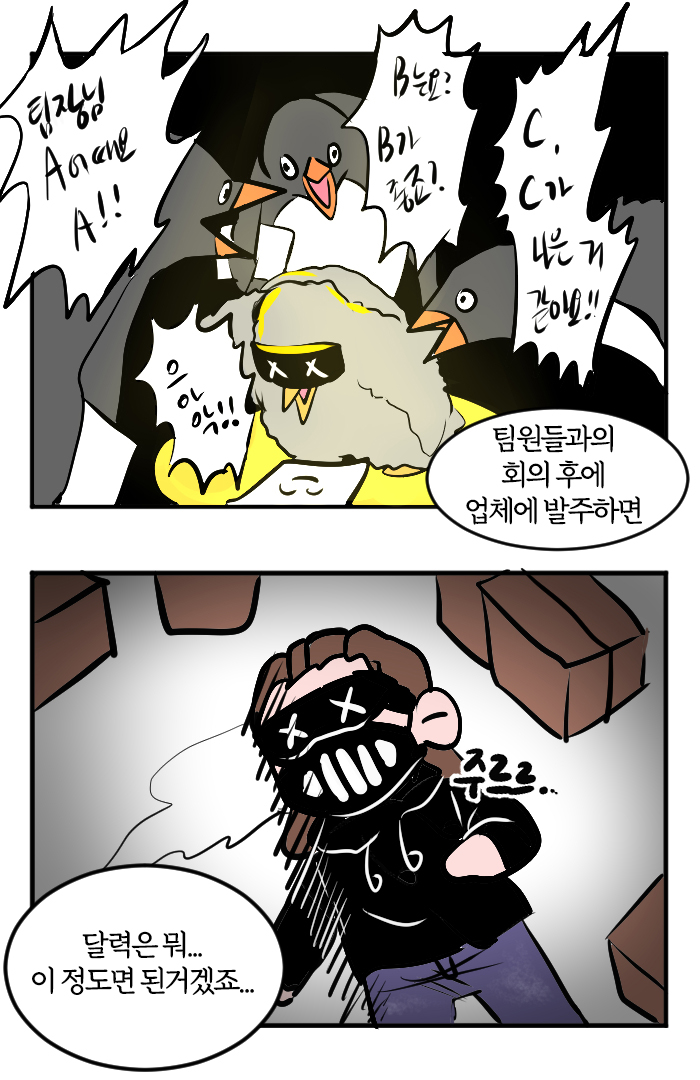 팀장님
A 어때요
A!!
B는요?
B가
좋죠?
C,
C가
나은 거
같아요!!
으
아
악!!
팀원들과의
회의 후에
업체에 발주하면
주르르..
달력은 뭐...
이 정도면 된거겠죠...